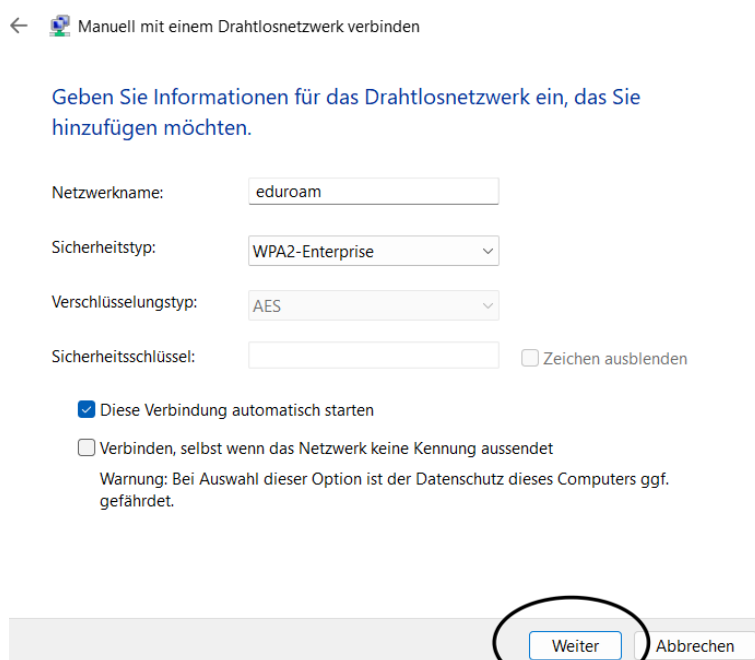 Manuell mit einem Drahtlosnetzwerk verbinden
Geben Sie Informationen für das Drahtlosnetzwerk ein, das Sie
hinzufügen möchten.
Netzwerkname: eduroam
Sicherheitstyp: WPA2-Enterprise
Verschlüsselungstyp: AES
Sicherheitsschlüssel: Zeichen ausblenden
Diese Verbindung automatisch starten
Verbinden, selbst wenn das Netzwerk keine Kennung aussendet
Warnung: Bei Auswahl dieser Option ist der Datenschutz dieses Computers ggf.
gefährdet.
Weiter Abbrechen